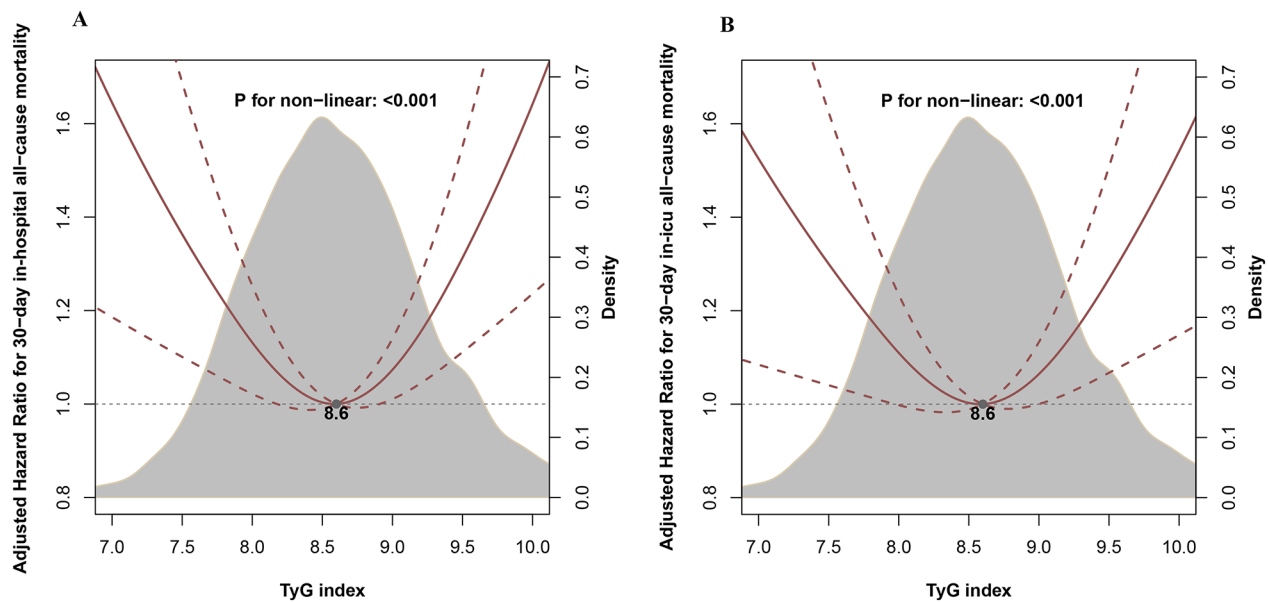 A
Adjusted Hazard Ratio for 30−day in−hospital all−cause mortality
P for non−linear: <0.001
1.6
1.4
1.2
1.0
0.8
0.7
0.6
0.5
0.4
0.3
0.2
0.1
0.0
Density
8.6
7.0 7.5 8.0 8.5 9.0 9.5 10.0
TyG index
B
Adjusted Hazard Ratio for 30−day in−icu all−cause mortality
P for non−linear: <0.001
1.6
1.4
1.2
1.0
0.8
0.7
0.6
0.5
0.4
0.3
0.2
0.1
0.0
Density
8.6
7.0 7.5 8.0 8.5 9.0 9.5 10.0
TyG index